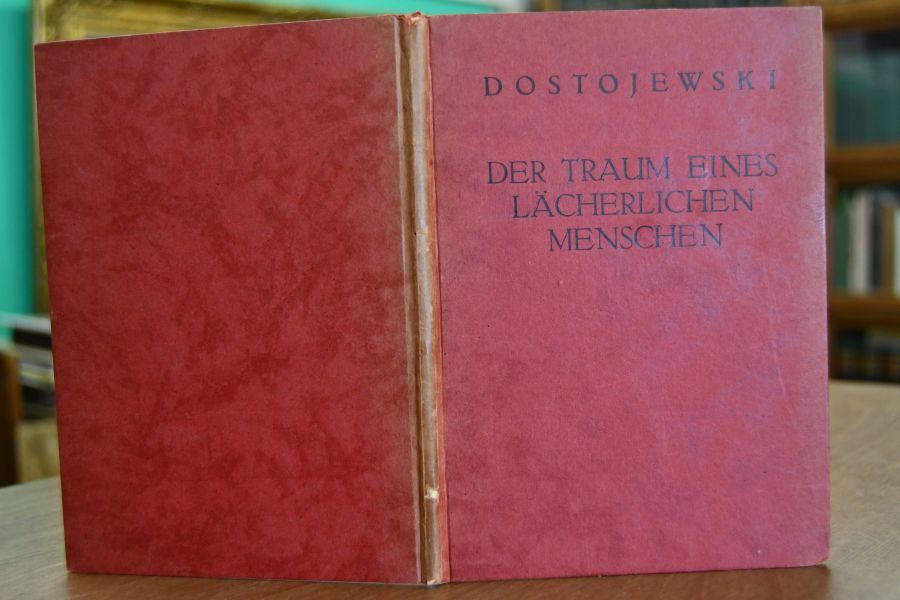 DOSTOJEWSKI
DER TRAUM EINES
LÄCHERLICHEN
MENSCHEN